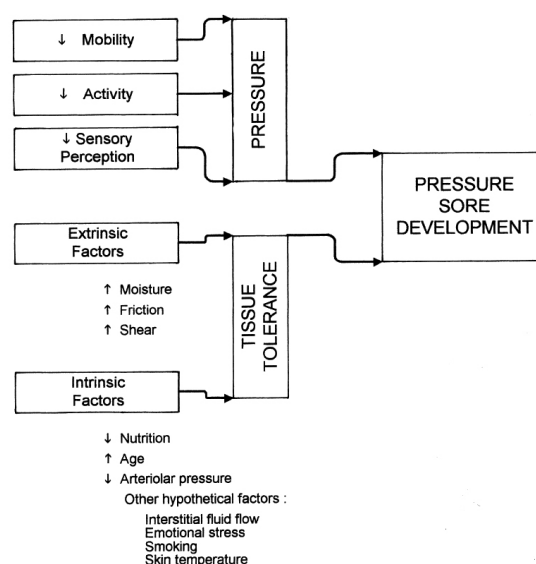 ↓ Mobility
↓ Activity
↓ Sensory
Perception
PRESSURE
PRESSURE
SORE
DEVELOPMENT
Extrinsic
Factors
↑ Moisture
↑ Friction
↑ Shear
TISSUE
TOLERANCE
Intrinsic
Factors
↓ Nutrition
↑ Age
↓ Arteriolar pressure
Other hypothetical factors :
Interstitial fluid flow
Emotional stress
Smoking
Skin temperature